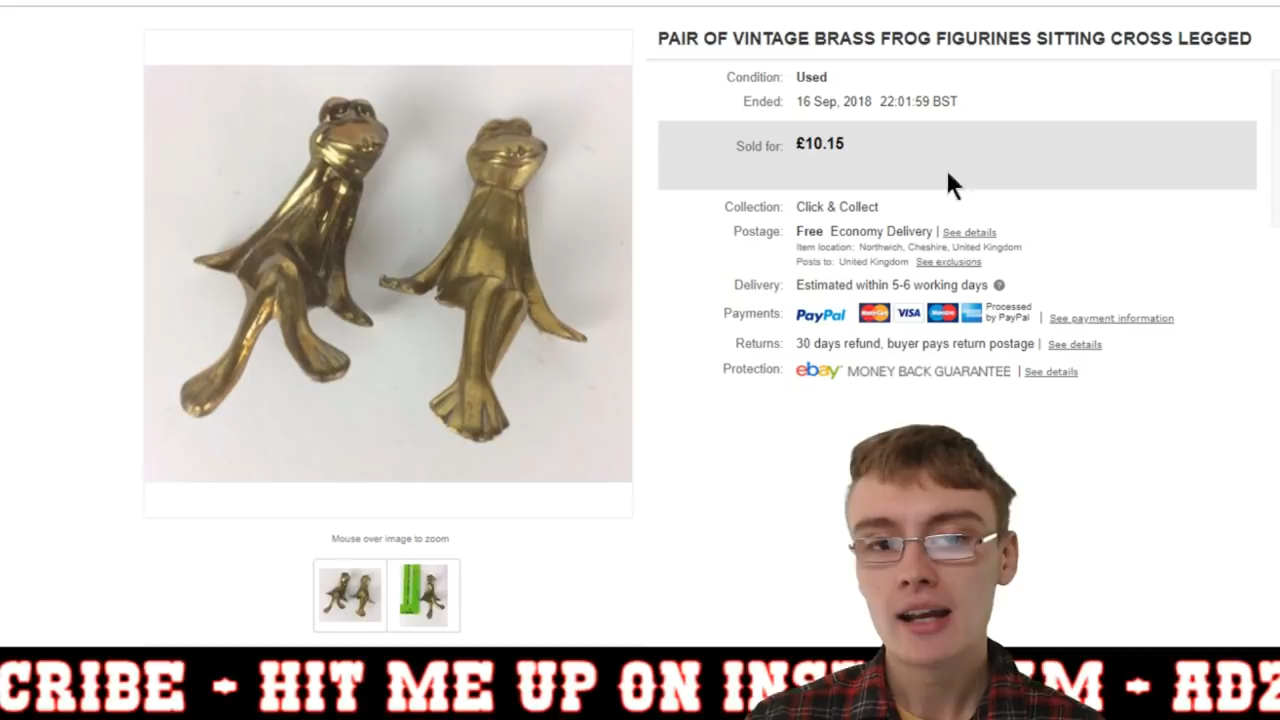 PAIR OF VINTAGE BRASS FROG FIGURINES SITTING CROSS LEGGED
Condition: Used
Ended: 16 Sep, 2018 22:01:59 BST
Sold for: £10.15
Collection: Click & Collect
Postage: Free Economy Delivery | See details
Item location: Northwich, Cheshire, United Kingdom
Posts to: United Kingdom See exclusions
Delivery: Estimated within 5-6 working days ?
Payments: PayPal MasterCard VISA Maestro Processed by PayPal | See payment information
Returns: 30 days refund, buyer pays return postage | See details
Protection: ebay MONEY BACK GUARANTEE | See details
Mouse over image to zoom
CRIBE - HIT ME UP ON INS M - ADZ